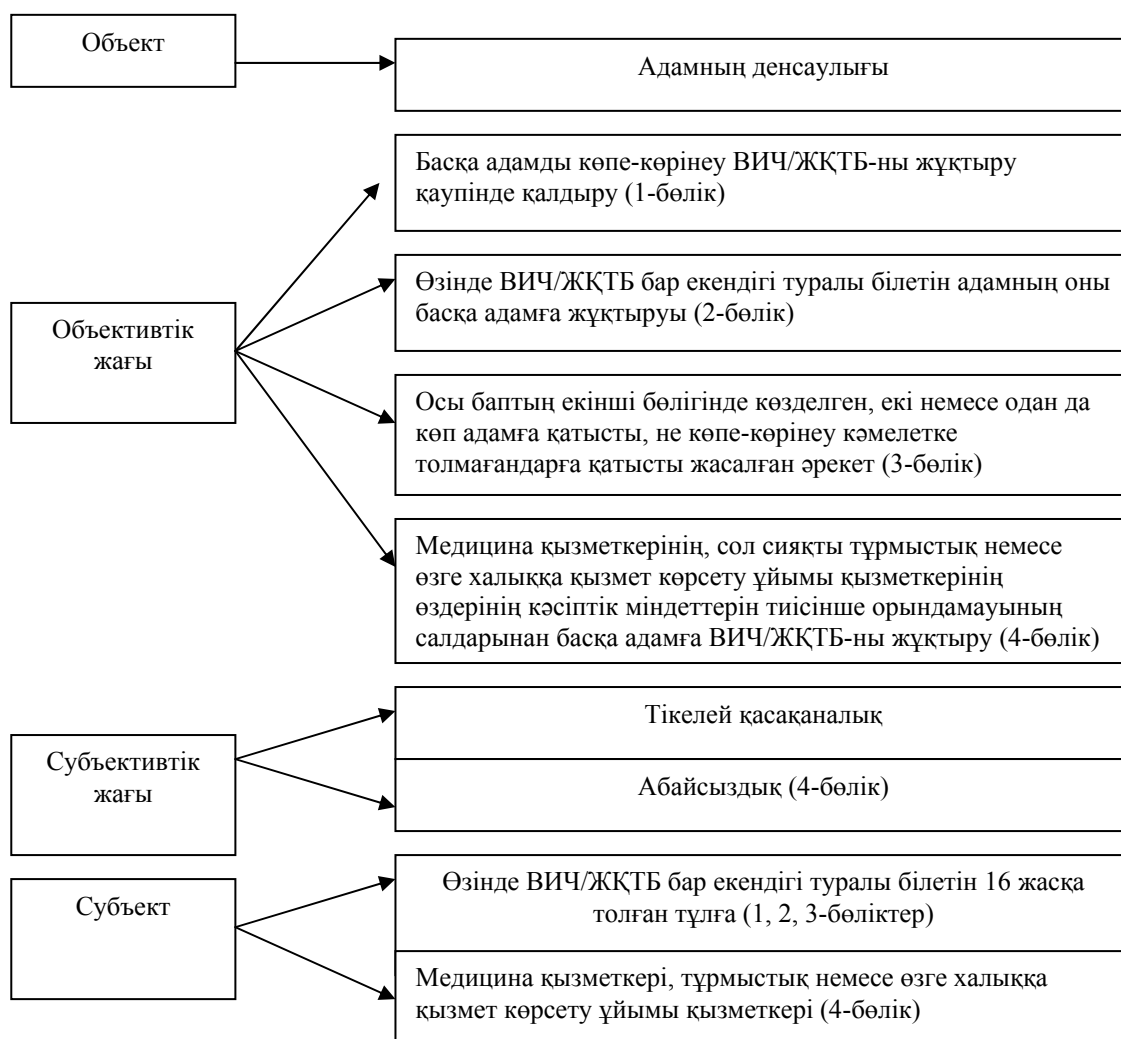 Объект
Адамның денсаулығы
Басқа адамды көпе-көрінеу ВИЧ/ЖҚТБ-ны жұқтыру
қаупінде қалдыру (1-бөлік)
Өзінде ВИЧ/ЖҚТБ бар екендігі туралы білетін адамның оны
басқа адамға жұқтыруы (2-бөлік)
Объективтік
жағы
Осы баптың екінші бөлігінде көзделген, екі немесе одан да
көп адамға қатысты, не көпе-көрінеу кәмелетке
толмағандарға қатысты жасалған әрекет (3-бөлік)
Медицина қызметкерінің, сол сияқты тұрмыстық немесе
өзге халыққа қызмет көрсету ұйымы қызметкерінің
өздерінің кәсіптік міндеттерін тиісінше орындамауының
салдарынан басқа адамға ВИЧ/ЖҚТБ-ны жұқтыру (4-бөлік)
Субъективтік
жағы
Тікелей қасақаналық
Абайсыздық (4-бөлік)
Субъект
Өзінде ВИЧ/ЖҚТБ бар екендігі туралы білетін 16 жасқа
толған тұлға (1, 2, 3-бөліктер)
Медицина қызметкері, тұрмыстық немесе өзге халыққа
қызмет көрсету ұйымы қызметкері (4-бөлік)